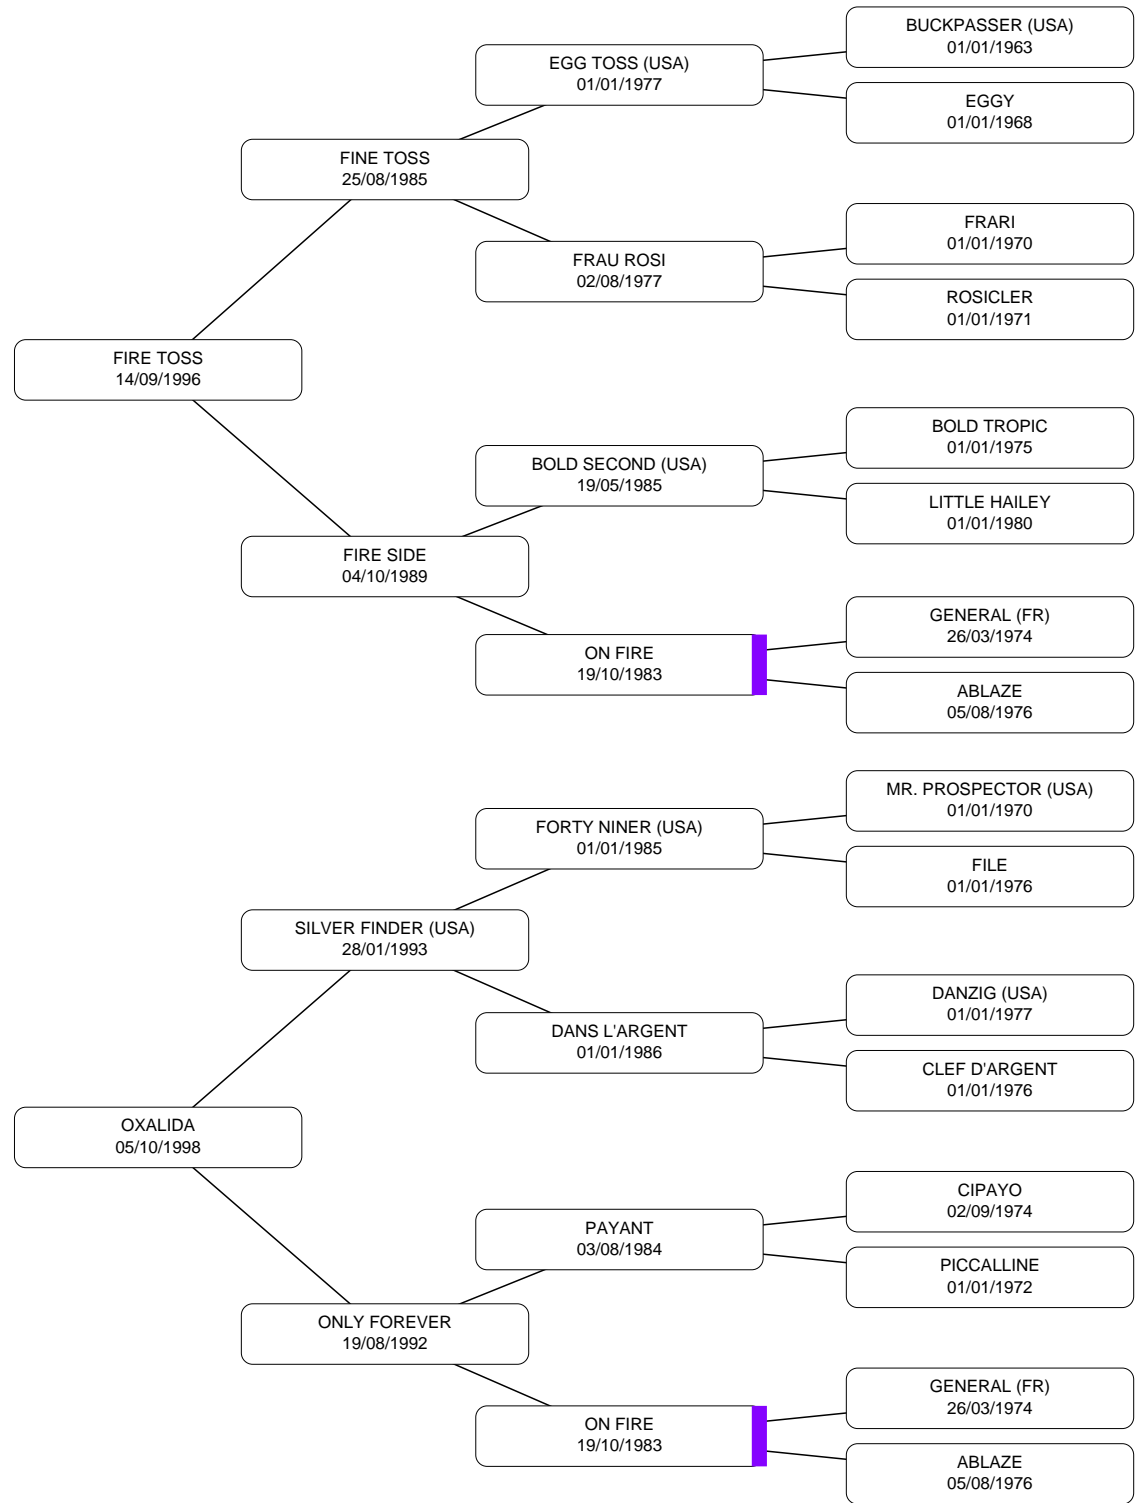 BUCKPASSER (USA)
01/01/1963
EGG TOSS (USA)
01/01/1977
EGGY
01/01/1968
FINE TOSS
25/08/1985
FRARI
01/01/1970
FRAU ROSI
02/08/1977
ROSICLER
01/01/1971
FIRE TOSS
14/09/1996
BOLD TROPIC
01/01/1975
BOLD SECOND (USA)
19/05/1985
LITTLE HAILEY
01/01/1980
FIRE SIDE
04/10/1989
GENERAL (FR)
26/03/1974
ON FIRE
19/10/1983
ABLAZE
05/08/1976
MR. PROSPECTOR (USA)
01/01/1970
FORTY NINER (USA)
01/01/1985
FILE
01/01/1976
SILVER FINDER (USA)
28/01/1993
DANZIG (USA)
01/01/1977
DANS L'ARGENT
01/01/1986
CLEF D'ARGENT
01/01/1976
OXALIDA
05/10/1998
CIPAYO
02/09/1974
PAYANT
03/08/1984
PICCALLINE
01/01/1972
ONLY FOREVER
19/08/1992
GENERAL (FR)
26/03/1974
ON FIRE
19/10/1983
ABLAZE
05/08/1976